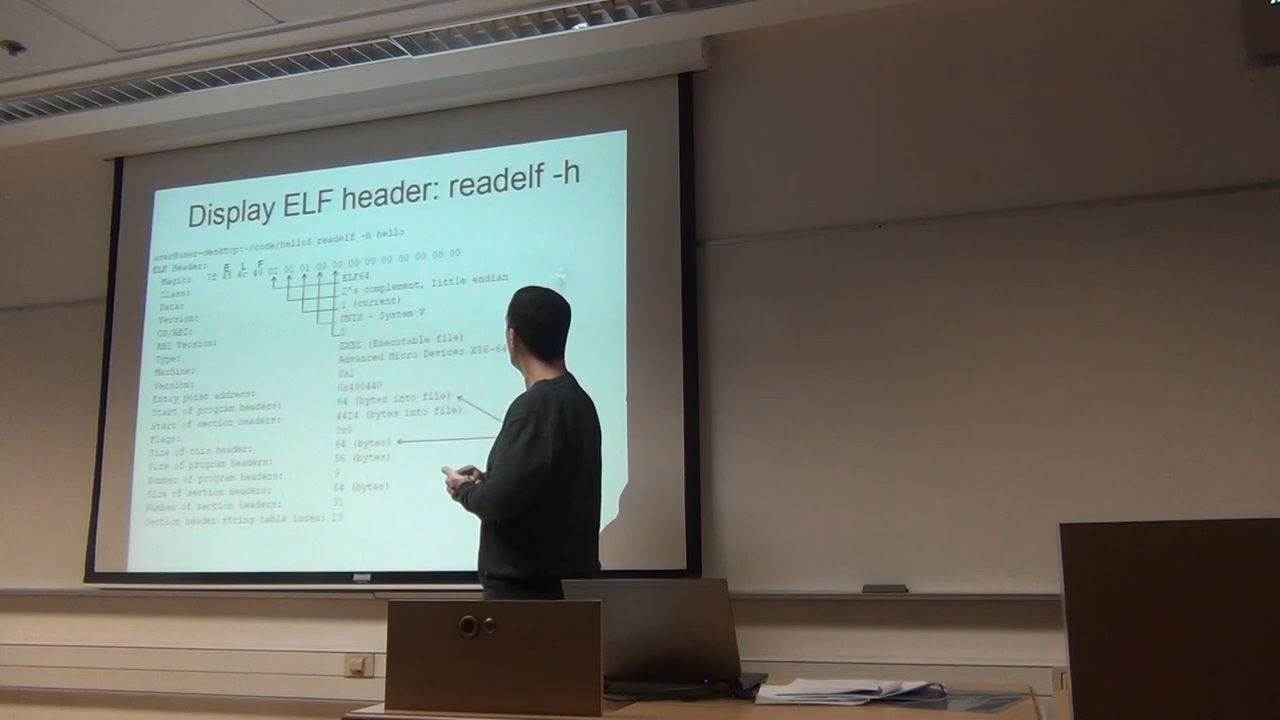 Display ELF header: readelf -h
user@user-desktop:~/code/hello$ readelf -h hello
ELF Header:
E L F
Magic: 7f 45 4c 46 02 01 01 00 00 00 00 00 00 00 00 00
Class: ELF64
Data: 2's complement, little endian
Version: 1 (current)
OS/ABI: UNIX - System V
ABI Version: 0
Type: EXEC (Executable file)
Machine: Advanced Micro Devices X86-64
Version: 0x1
Entry point address: 0x400440
Start of program headers: 64 (bytes into file)
Start of section headers: 4424 (bytes into file)
Flags: 0x0
Size of this header: 64 (bytes)
Size of program headers: 56 (bytes)
Number of program headers: 9
Size of section headers: 64 (bytes)
Number of section headers: 31
Section header string table index: 28